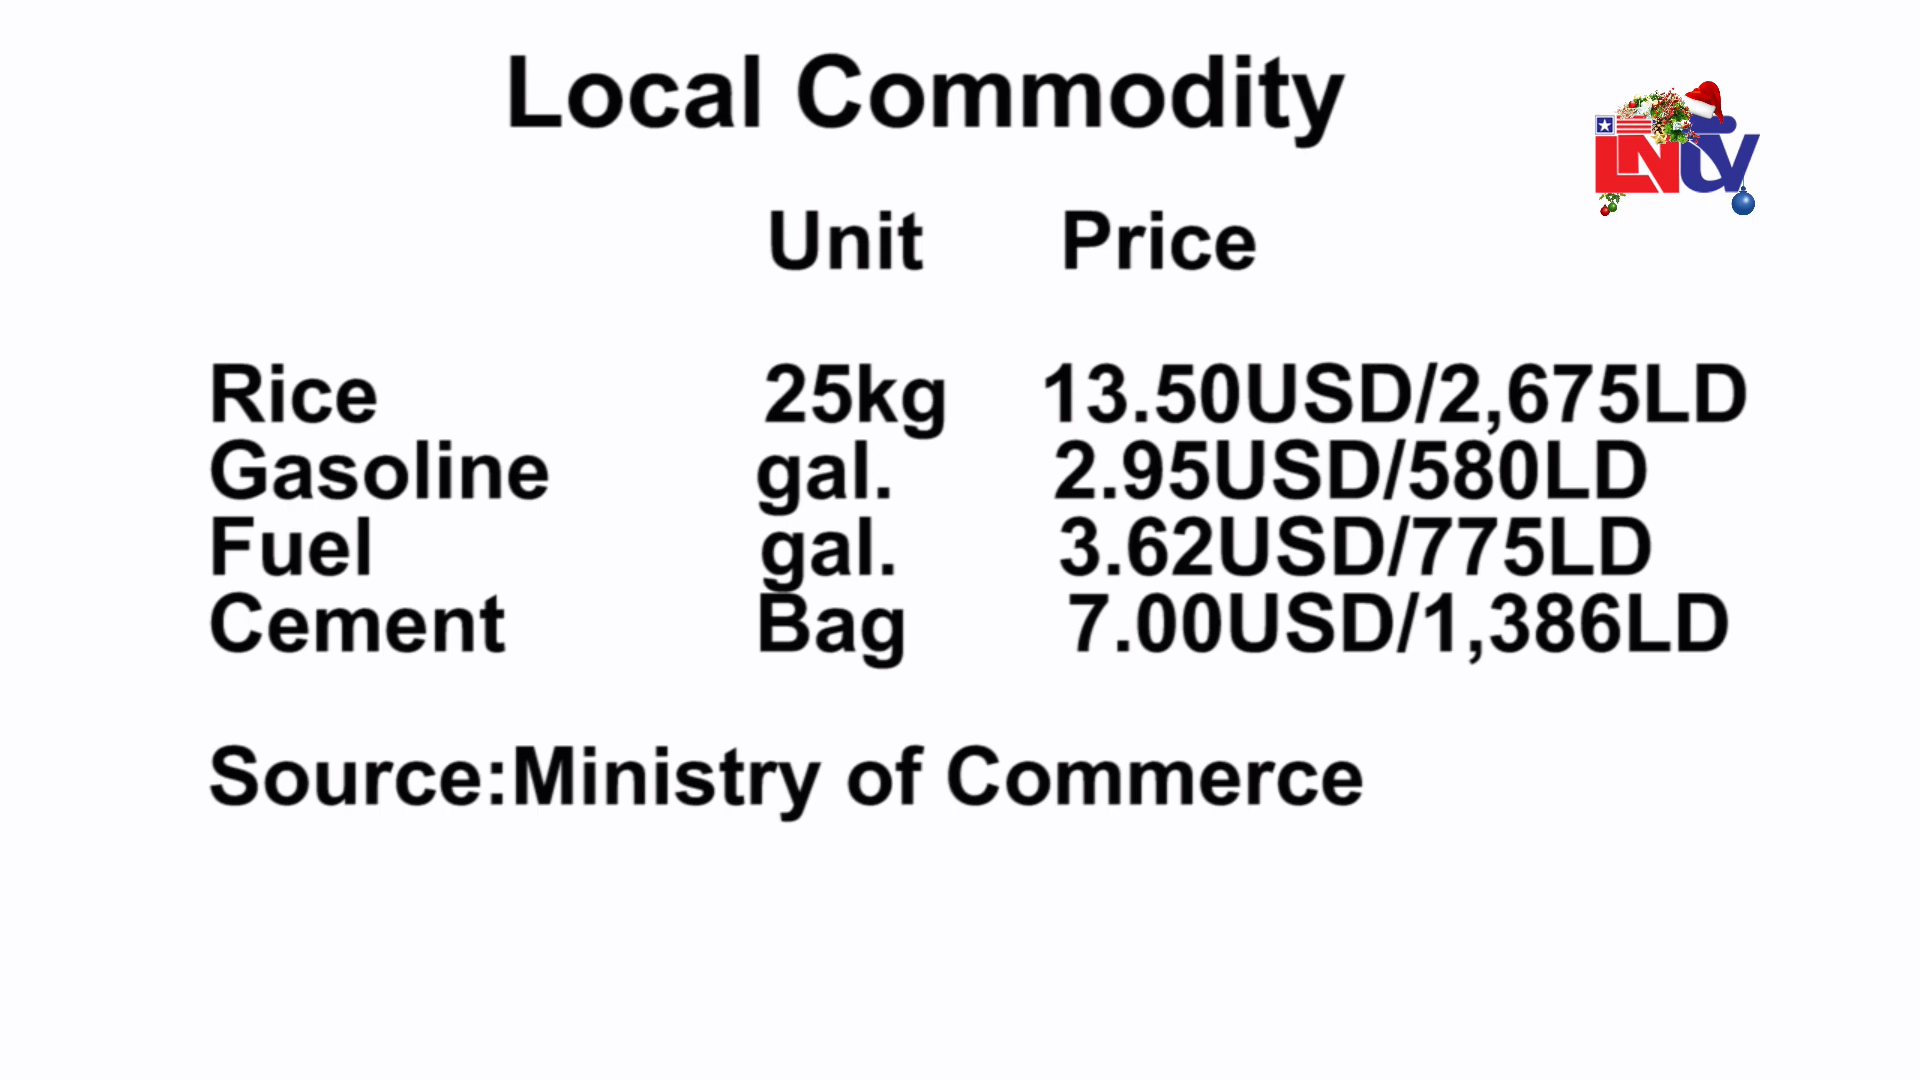 Local Commodity
LNTV
Unit Price
Rice 25kg 13.50USD/2,675LD
Gasoline gal. 2.95USD/580LD
Fuel gal. 3.62USD/775LD
Cement Bag 7.00USD/1,386LD
Source:Ministry of Commerce